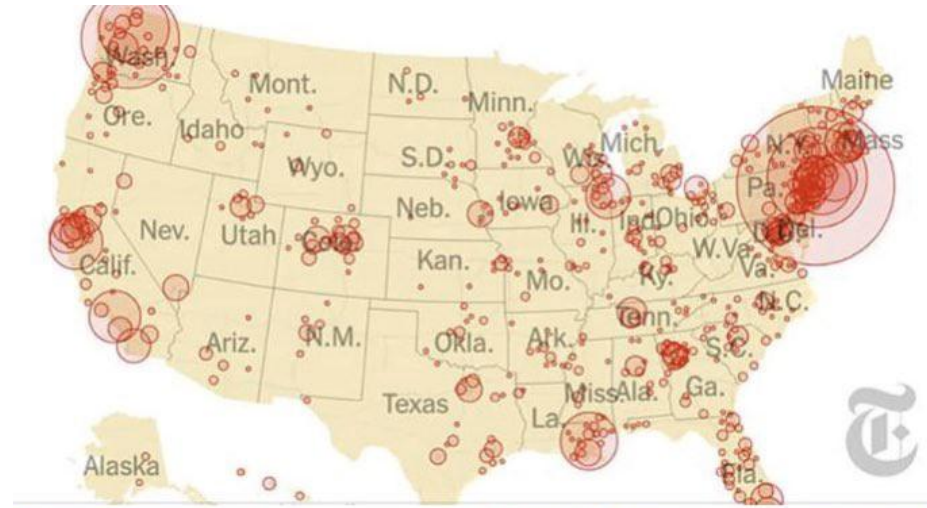 Wash.
Mont.
N.D.
Minn.
Maine
Ore.
Idaho
Wyo.
S.D.
Wis.
Mich.
N.Y.
Mass
Nev.
Utah
Colo.
Neb.
Iowa
Ill.
Ind.
Ohio
Pa.
Del.
Calif.
Kan.
Mo.
Ky.
W.Va.
Va.
Ariz.
N.M.
Okla.
Ark.
Tenn.
N.C.
S.C.
Texas
La.
Miss.
Ala.
Ga.
Alaska
Fla.
T